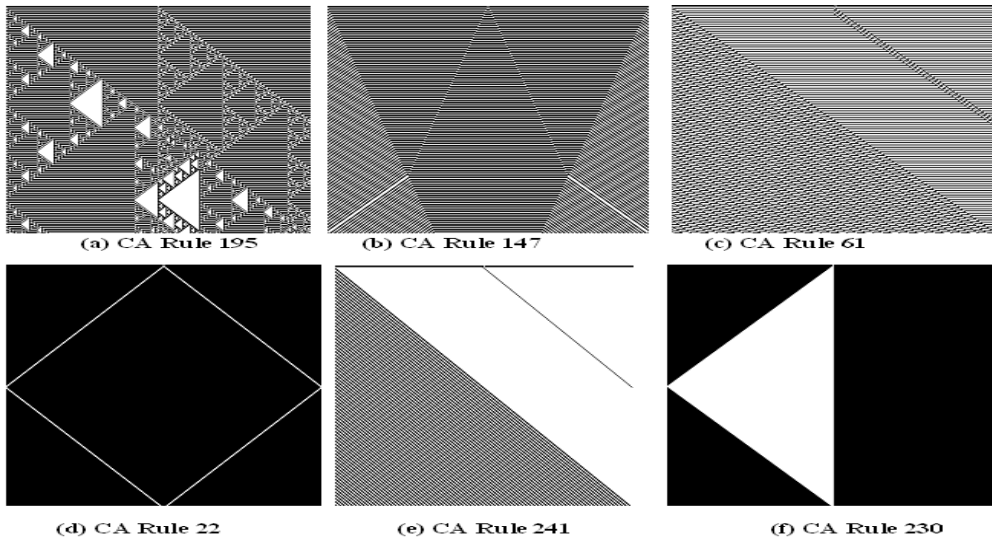 (a) CA Rule 195
(b) CA Rule 147
(c) CA Rule 61
(d) CA Rule 22
(e) CA Rule 241
(f) CA Rule 230